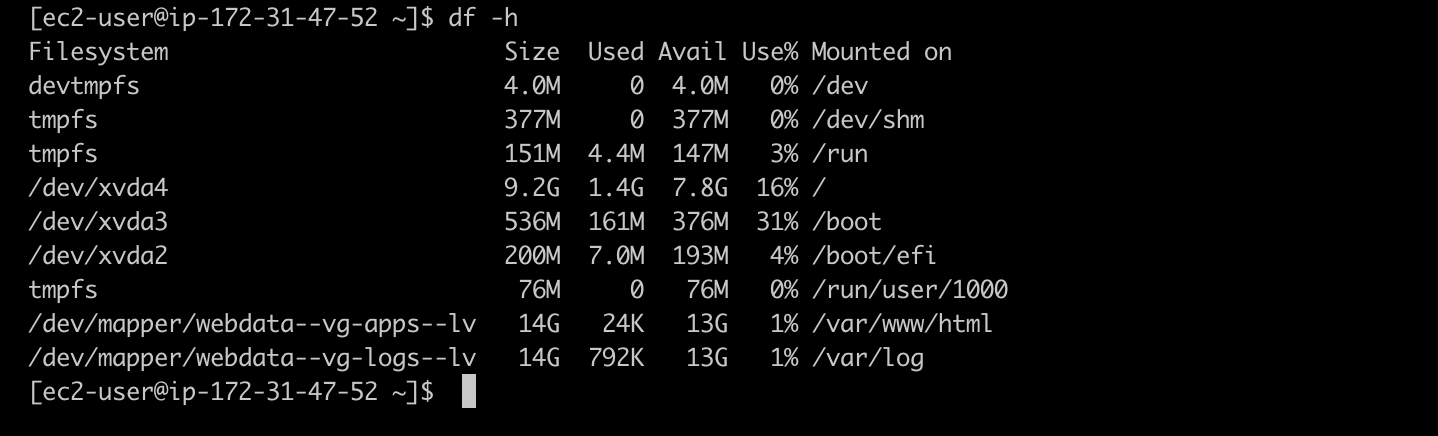 [ec2-user@ip-172-31-47-52 ~]$ df -h
Filesystem                        Size  Used Avail Use% Mounted on
devtmpfs                          4.0M     0  4.0M   0% /dev
tmpfs                             377M     0  377M   0% /dev/shm
tmpfs                             151M  4.4M  147M   3% /run
/dev/xvda4                        9.2G  1.4G  7.8G  16% /
/dev/xvda3                        536M  161M  376M  31% /boot
/dev/xvda2                        200M  7.0M  193M   4% /boot/efi
tmpfs                              76M     0   76M   0% /run/user/1000
/dev/mapper/webdata--vg-apps--lv   14G   24K   13G   1% /var/www/html
/dev/mapper/webdata--vg-logs--lv   14G  792K   13G   1% /var/log
[ec2-user@ip-172-31-47-52 ~]$